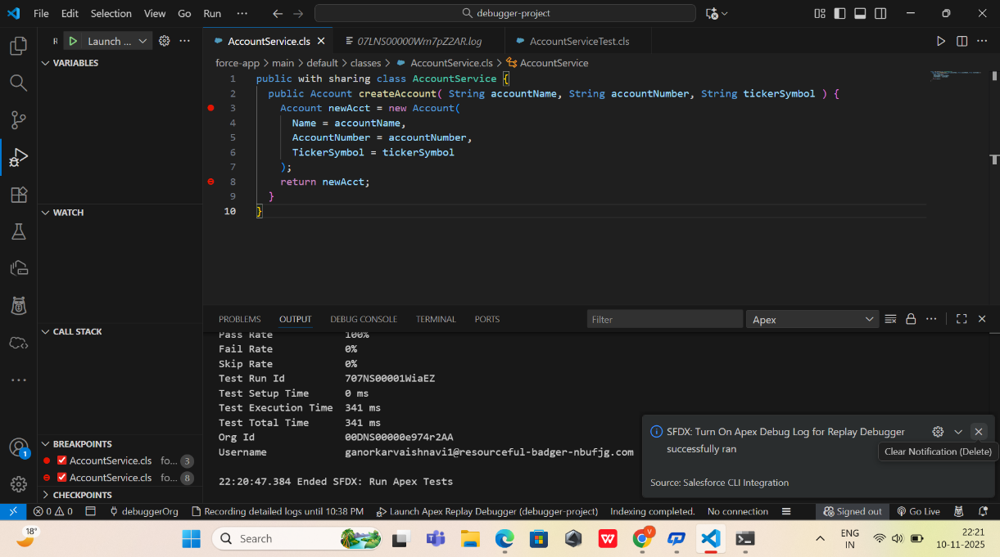 File Edit Selection View Go Run ··· debugger-project
Launch ...
AccountService.cls 07LNS00000Wm7pZ2AR.log AccountServiceTest.cls
force-app > main > default > classes > AccountService.cls > AccountService
VARIABLES
WATCH
CALL STACK
BREAKPOINTS
AccountService.cls fo... 3
AccountService.cls fo... 8
CHECKPOINTS
1 public with sharing class AccountService {
2 public Account createAccount( String accountName, String accountNumber, String tickerSymbol ) {
3 Account newAcct = new Account(
4 Name = accountName,
5 AccountNumber = accountNumber,
6 TickerSymbol = tickerSymbol
7 );
8 return newAcct;
9 }
10 }
PROBLEMS OUTPUT DEBUG CONSOLE TERMINAL PORTS Filter Apex
Pass Rate 100%
Fail Rate 0%
Skip Rate 0%
Test Run Id 707NS00001WiaEZ
Test Setup Time 0 ms
Test Execution Time 341 ms
Test Total Time 341 ms
Org Id 00DNS00000e974r2AA
Username ganorkarvaishnavi1@resourceful-badger-nbufjg.com
22:20:47.384 Ended SFDX: Run Apex Tests
SFDX: Turn On Apex Debug Log for Replay Debugger
successfully ran
Clear Notification (Delete)
Source: Salesforce CLI Integration
1
0 0 debuggerOrg Recording detailed logs until 10:38 PM Launch Apex Replay Debugger (debugger-project) Indexing completed. No connection Signed out Go Live
18°
Search
ENG
IN
22:21
10-11-2025